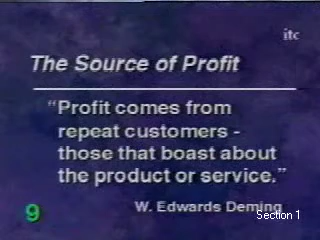 itc
The Source of Profit
“Profit comes from
repeat customers -
those that boast about
the product or service.”
W. Edwards Deming
9
Section 1